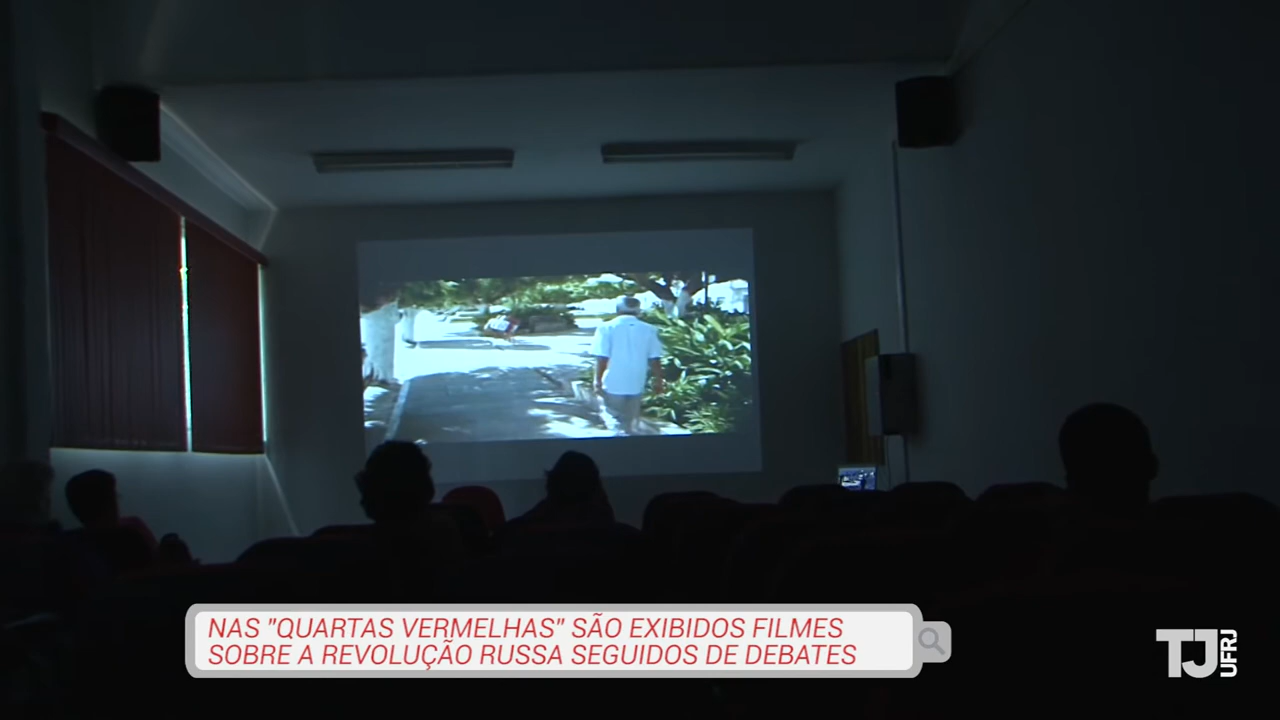 NAS "QUARTAS VERMELHAS" SÃO EXIBIDOS FILMES
SOBRE A REVOLUÇÃO RUSSA SEGUIDOS DE DEBATES
TJ UFRJ